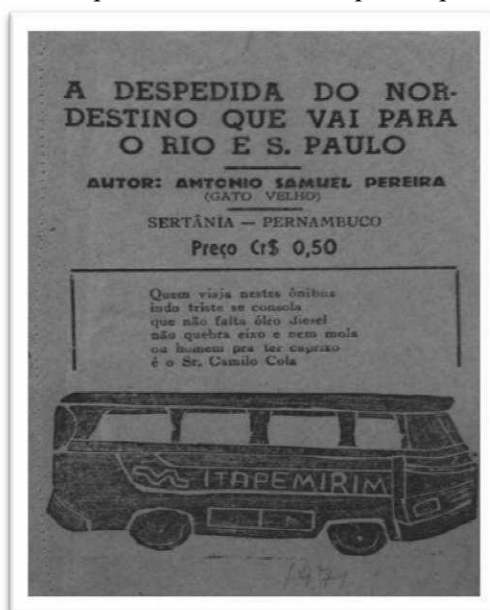 A DESPEDIDA DO NOR-
DESTINO QUE VAI PARA
O RIO E S. PAULO
AUTOR: ANTONIO SAMUEL PEREIRA
(GATO VELHO)
SERTÂNIA — PERNAMBUCO
Preço Cr$ 0,50
Quem viaja nestes ônibus
indo triste se consola
que não falta óleo diesel
não quebra eixo e nem mola
ou homem pra ter caprixo
é o Sr. Camilo Cola
ITAPEMIRIM
1971